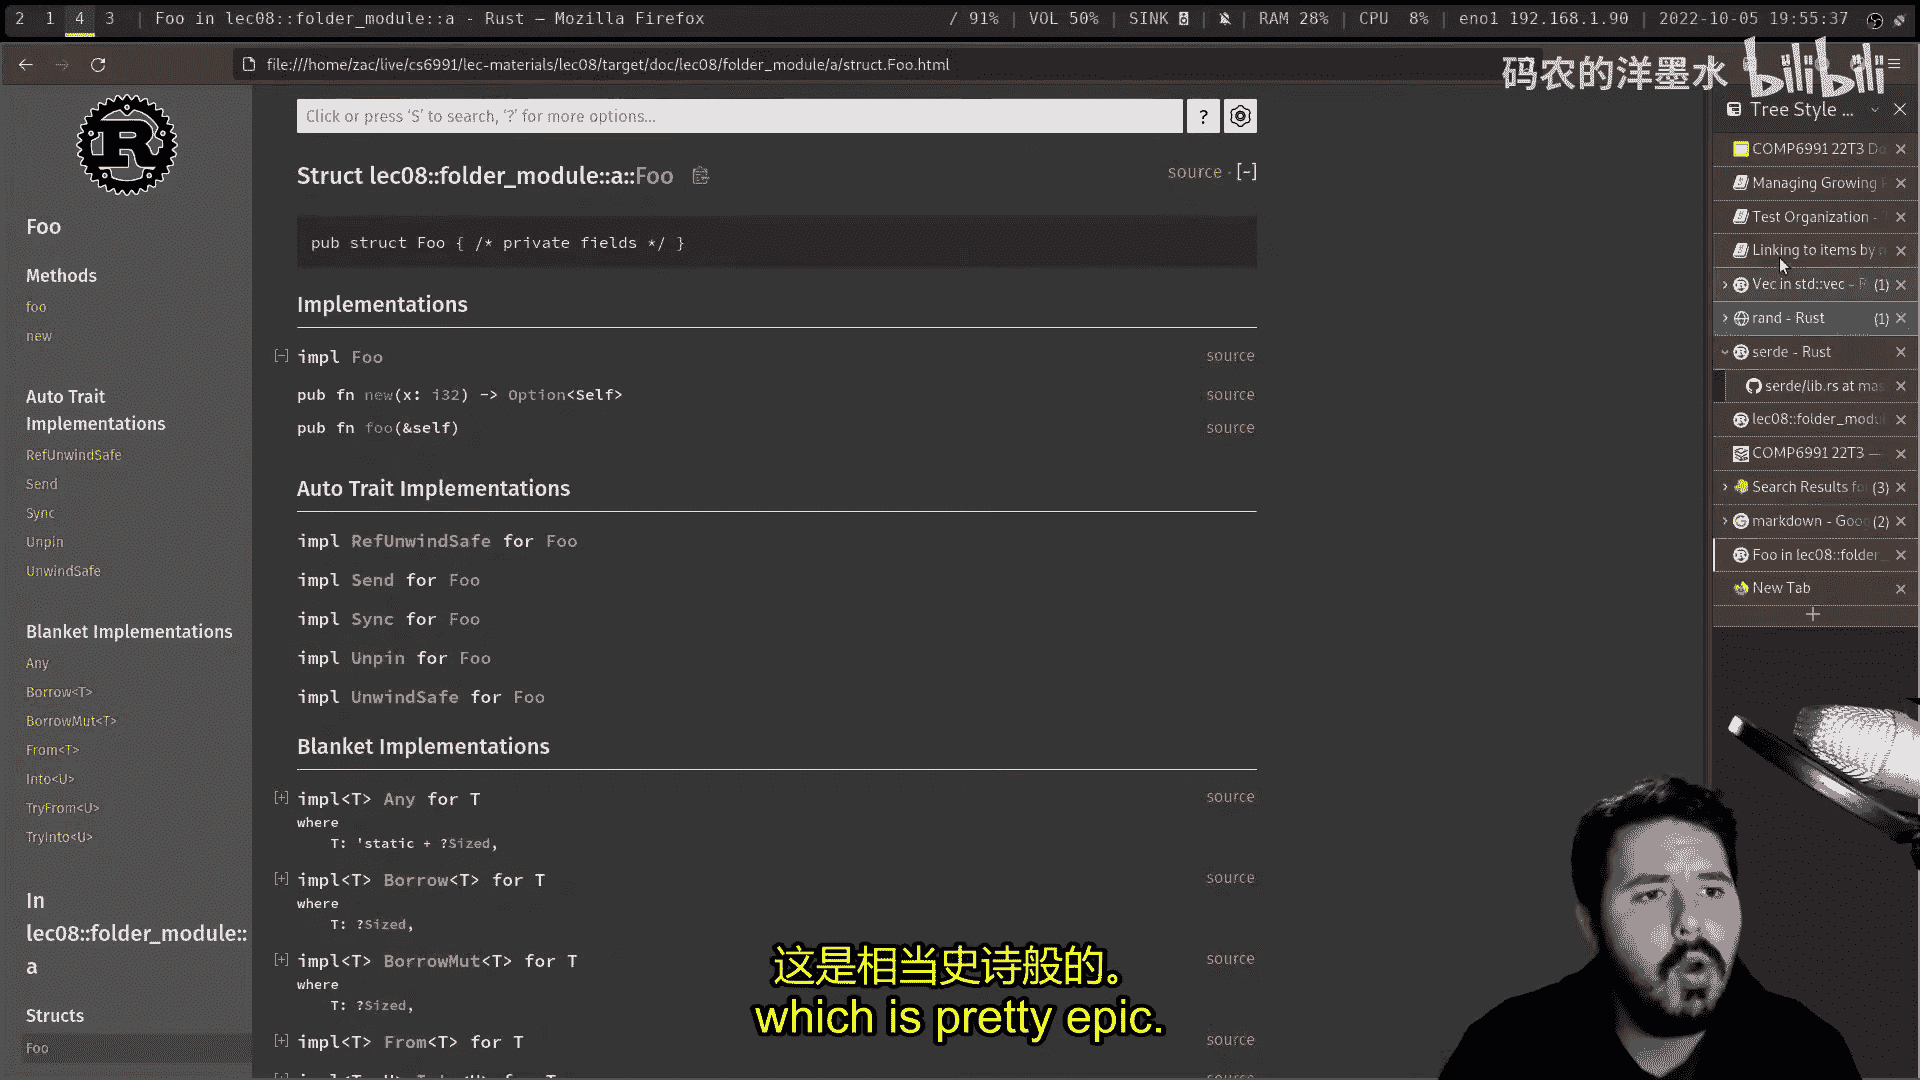 2 1 4 3 | Foo in lec08::folder_module::a - Rust — Mozilla Firefox
/ 91% | VOL 50% | SINK | RAM 28% | CPU 8% | eno1 192.168.1.90 | 2022-10-05 19:55:37
file:///home/zac/live/cs6991/lec-materials/lec08/target/doc/lec08/folder_module/a/struct.Foo.html
码农的洋墨水 bilibili
Foo
Methods
foo
new
Auto Trait
Implementations
RefUnwindSafe
Send
Sync
Unpin
UnwindSafe
Blanket Implementations
Any
Borrow<T>
BorrowMut<T>
From<T>
Into<U>
TryFrom<U>
TryInto<U>
In
lec08::folder_module::
a
Structs
Foo
Click or press ‘S’ to search, ‘?’ for more options...
?
Struct lec08::folder_module::a::Foo
source · [-]
pub struct Foo { /* private fields */ }
Implementations
[-] impl Foo source
pub fn new(x: i32) -> Option<Self> source
pub fn foo(&self) source
Auto Trait Implementations
impl RefUnwindSafe for Foo
impl Send for Foo
impl Sync for Foo
impl Unpin for Foo
impl UnwindSafe for Foo
Blanket Implementations
[+] impl<T> Any for T source
where
T: 'static + ?Sized,
[+] impl<T> Borrow<T> for T source
where
T: ?Sized,
[+] impl<T> BorrowMut<T> for T source
where
T: ?Sized,
[+] impl<T> From<T> for T source
Tree Style ...
COMP6991 22T3
Managing Growing
Test Organization -
Linking to items by
Vec in std::vec - (1)
rand - Rust (1)
serde - Rust
serde/lib.rs at mas
lec08::folder_modu
COMP6991 22T3 —
Search Results fo (3)
markdown - Goo (2)
Foo in lec08::folder_
New Tab
+
这是相当史诗般的。
which is pretty epic.